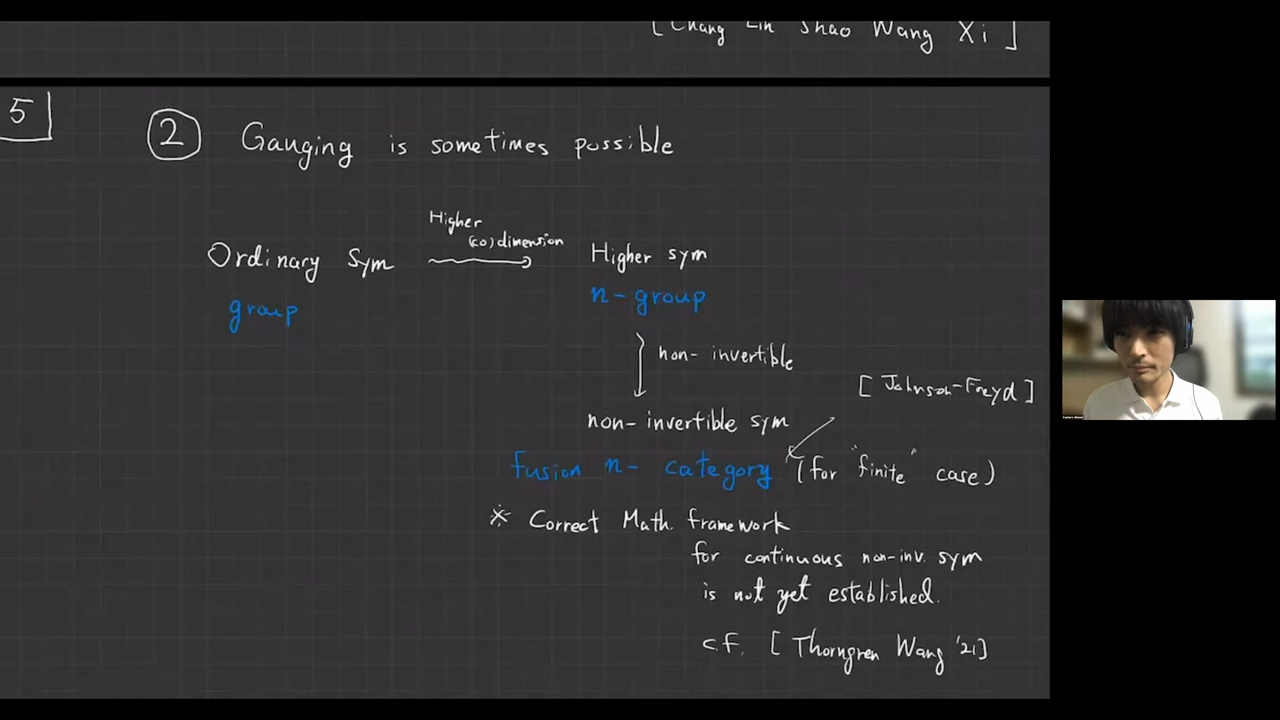 [Chang Lin Shao Wang Xi]
5
② Gauging is sometimes possible
Higher
(co)dimension
Ordinary Sym
Higher sym
group
n-group
non-invertible
[Johnson-Freyd]
non-invertible sym
fusion n-category (for "finite" case)
※ Correct Math. framework
for continuous non-inv. sym
is not yet established.
c.f. [Thorngren Wang '21]